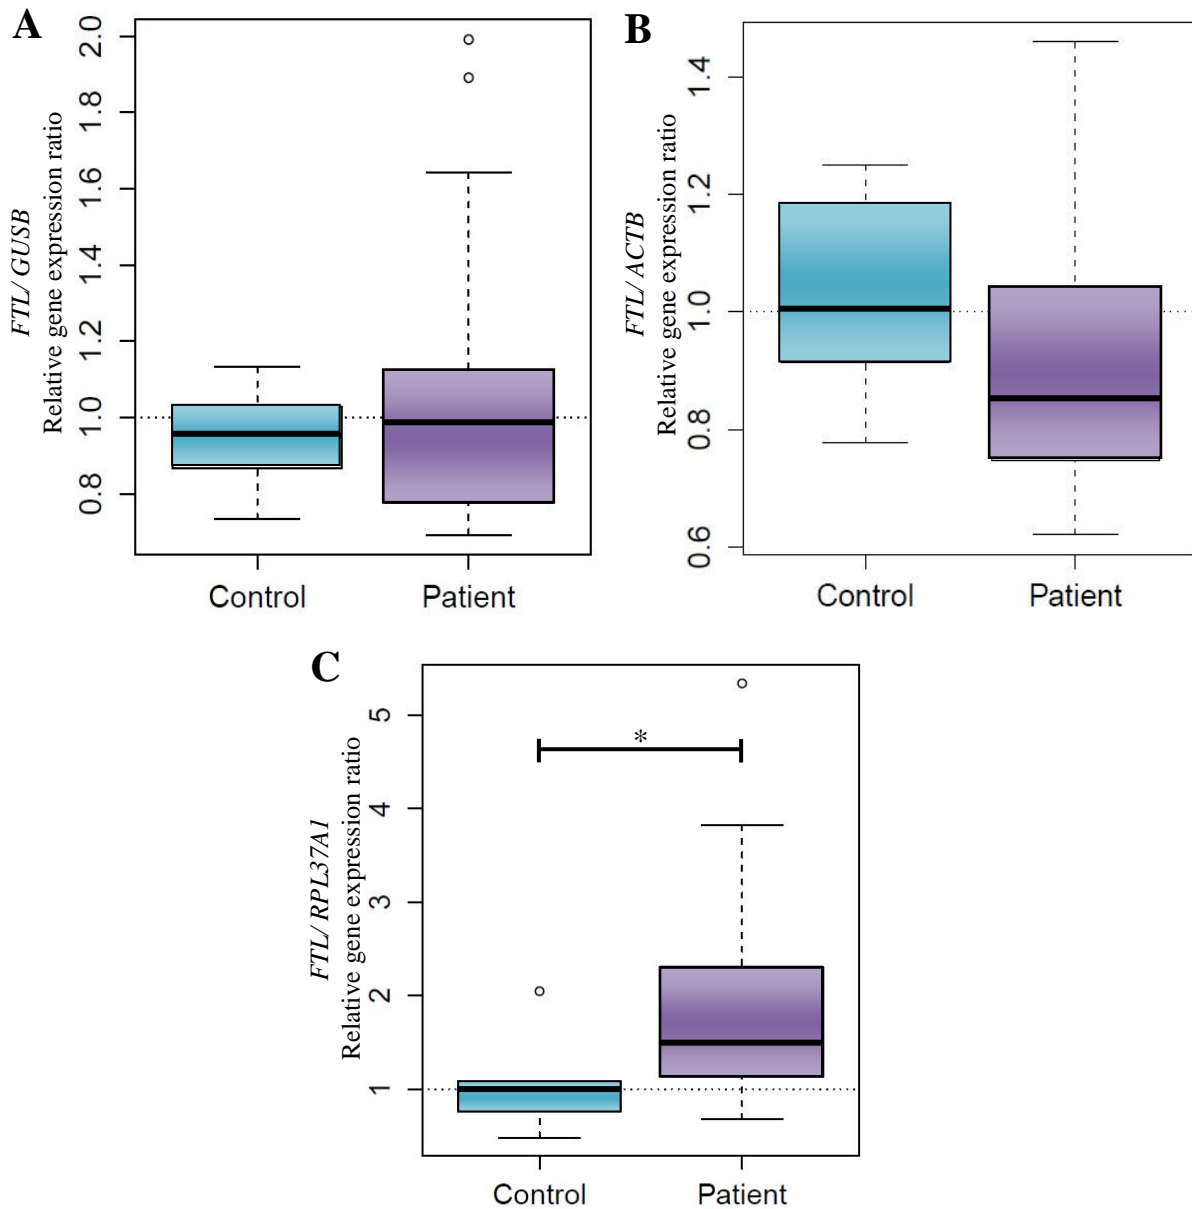 A
FTL/ GUSB
Relative gene expression ratio
2.0
1.8
1.6
1.4
1.2
1.0
0.8
Control
Patient
B
FTL/ ACTB
Relative gene expression ratio
1.4
1.2
1.0
0.8
0.6
Control
Patient
C
FTL/ RPL37A1
Relative gene expression ratio
5
4
3
2
1
*
Control
Patient